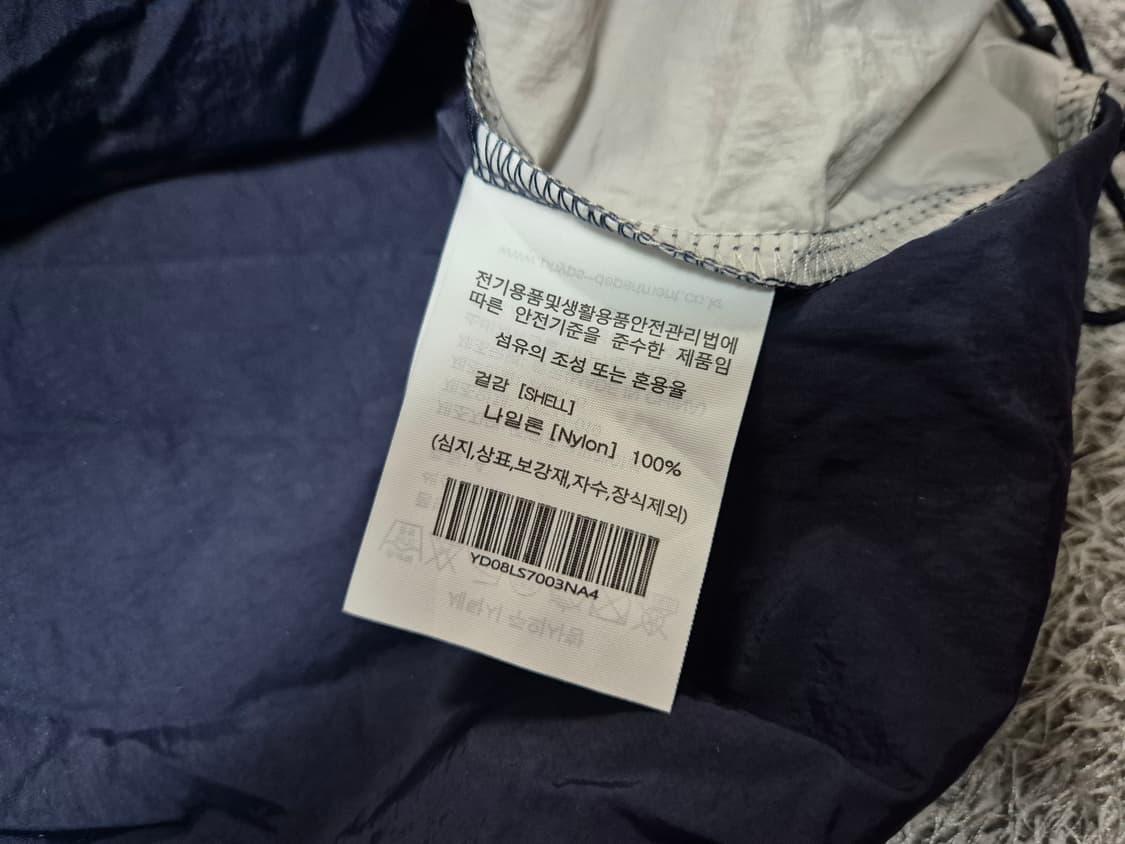 전기용품및생활용품안전관리법에
따른 안전기준을 준수한 제품임
섬유의 조성 또는 혼용율
겉감 [SHELL]
나일론 [Nylon] 100%
(심지,상표,보강재,자수,장식제외)
YD08LS7003NA4